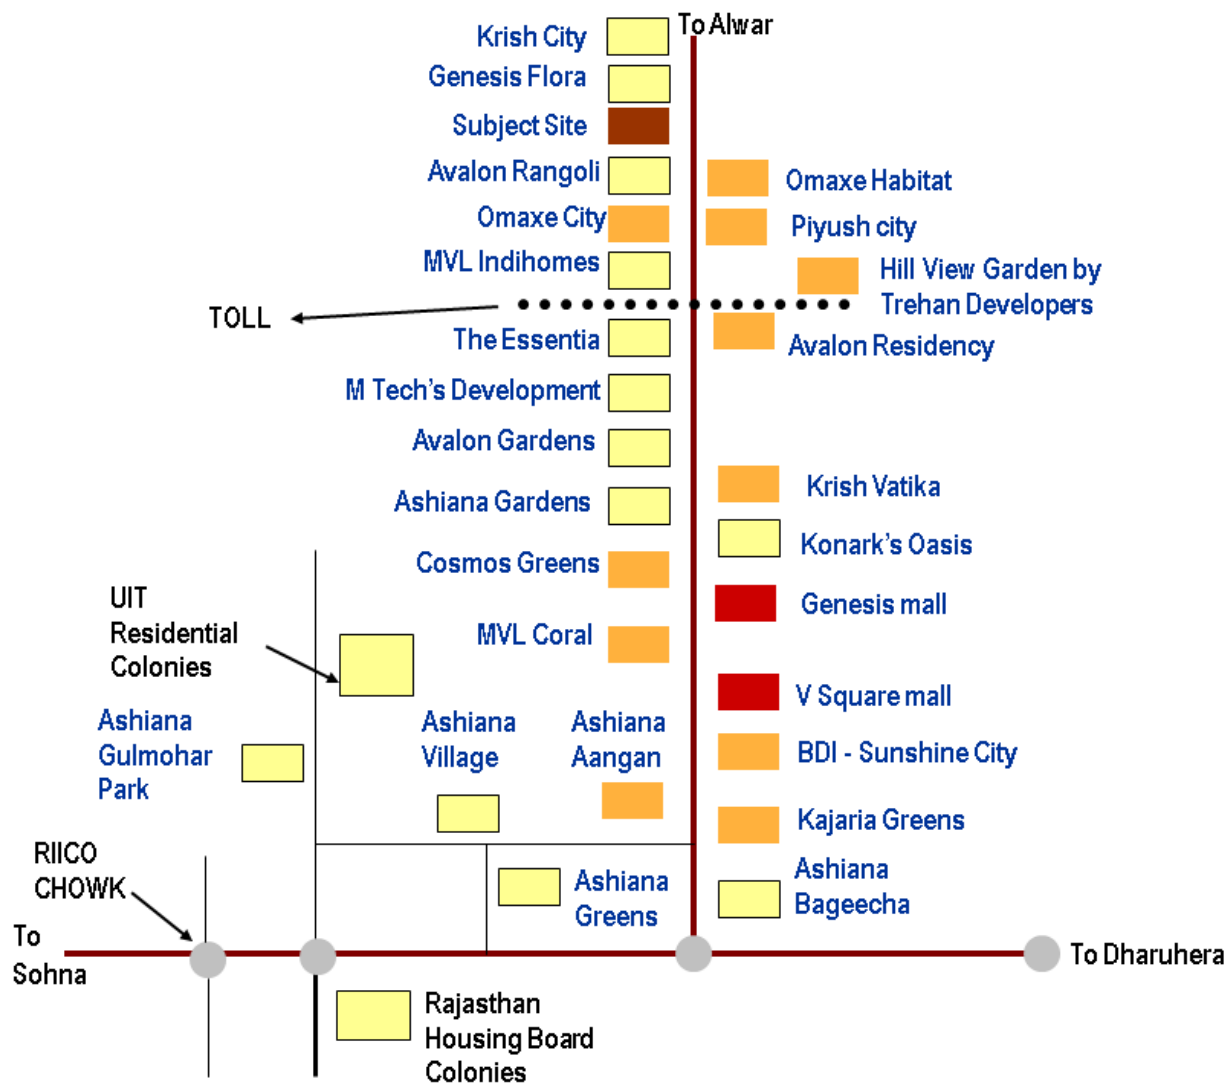 To Alwar
Krish City
Genesis Flora
Subject Site
Avalon Rangoli
Omaxe Habitat
Omaxe City
Piyush city
MVL Indihomes
Hill View Garden by
Trehan Developers
TOLL
The Essentia
Avalon Residency
M Tech's Development
Avalon Gardens
Ashiana Gardens
Krish Vatika
Konark's Oasis
Cosmos Greens
Genesis mall
UIT
Residential
Colonies
MVL Coral
V Square mall
Ashiana
Gulmohar
Park
Ashiana
Village
Ashiana
Aangan
BDI - Sunshine City
Kajaria Greens
RIICO
CHOWK
Ashiana
Greens
Ashiana
Bageecha
To
Sohna
To Dharuhera
Rajasthan
Housing Board
Colonies